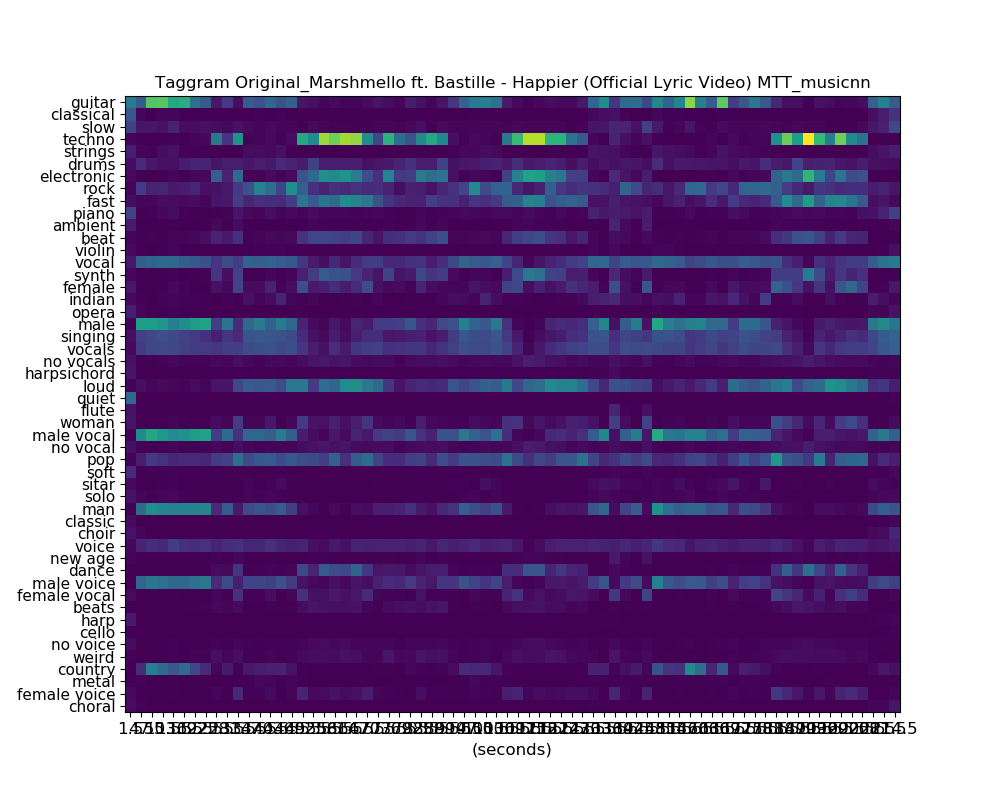 Taggram Original_Marshmello ft. Bastille - Happier (Official Lyric Video) MTT_musicnn
guitar
classical
slow
techno
strings
drums
electronic
rock
fast
piano
ambient
beat
violin
vocal
synth
female
indian
opera
male
singing
vocals
no vocals
harpsichord
loud
quiet
flute
woman
male vocal
no vocal
pop
soft
sitar
solo
man
classic
choir
voice
new age
dance
male voice
female vocal
beats
harp
cello
no voice
weird
country
metal
female voice
choral
(seconds)